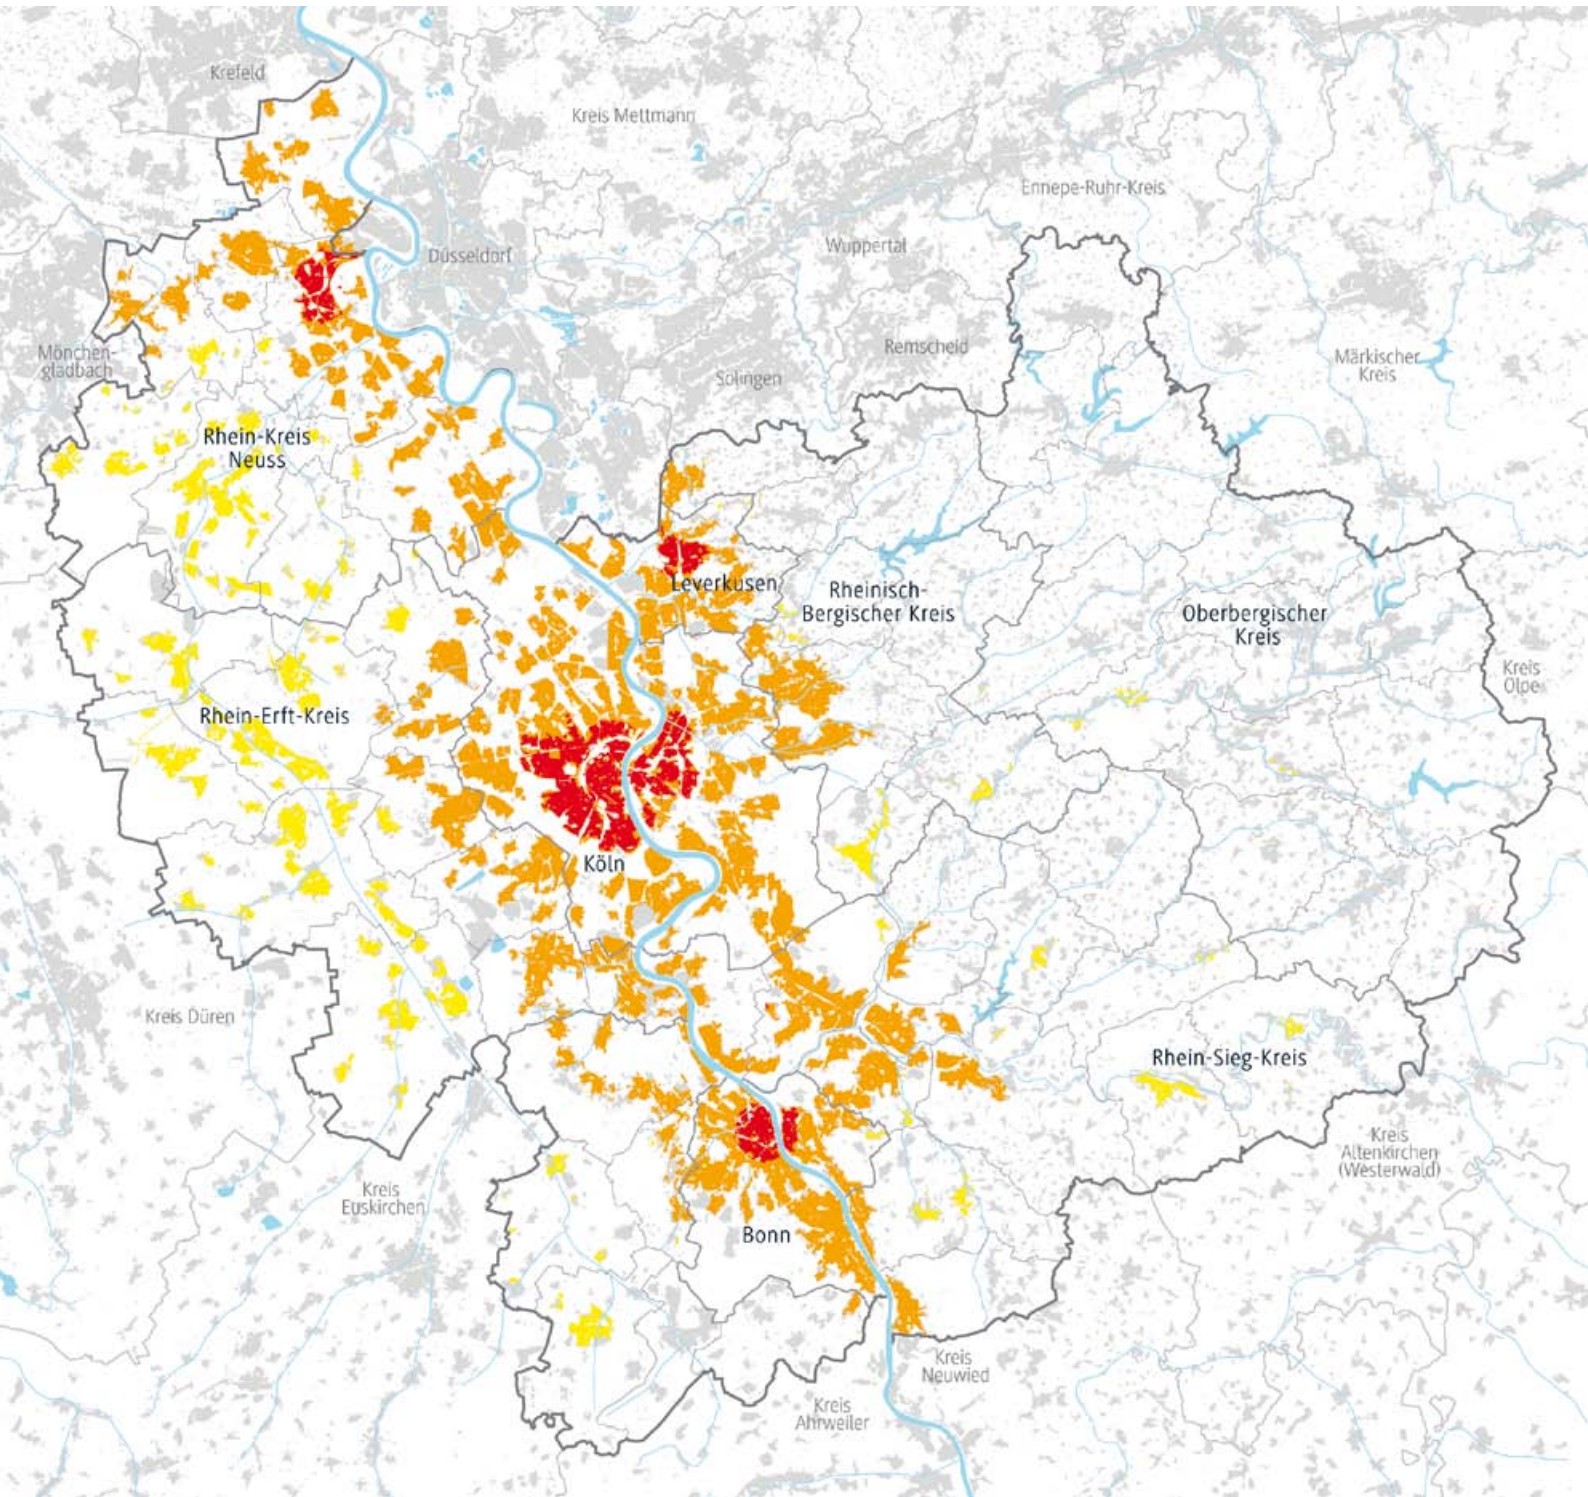 Krefeld
Kreis Mettmann
Ennepe-Ruhr-Kreis
Düsseldorf
Wuppertal
Mönchen-
gladbach
Remscheid
Solingen
Märkischer
Kreis
Rhein-Kreis
Neuss
Leverkusen
Rheinisch-
Bergischer Kreis
Oberbergischer
Kreis
Kreis
Olpe
Rhein-Erft-Kreis
Köln
Kreis Düren
Rhein-Sieg-Kreis
Kreis
Altenkirchen
(Westerwald)
Kreis
Euskirchen
Bonn
Kreis
Neuwied
Kreis
Ahrweiler